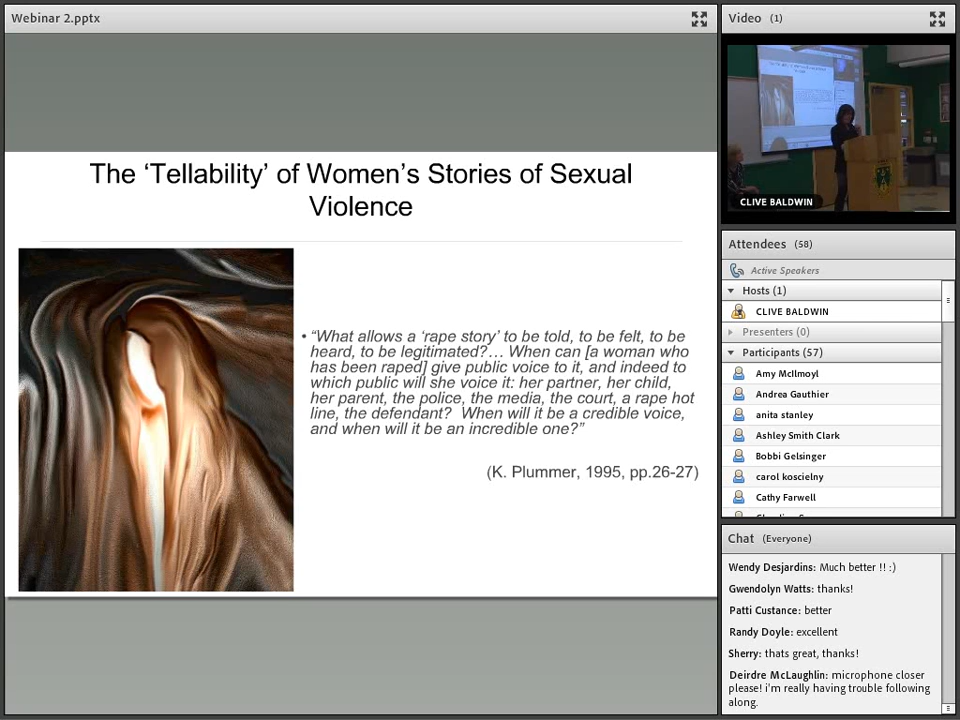 Webinar 2.pptx
The ‘Tellability’ of Women’s Stories of Sexual
Violence
• “What allows a ‘rape story’ to be told, to be felt, to be
heard, to be legitimated?… When can [a woman who
has been raped] give public voice to it, and indeed to
which public will she voice it: her partner, her child,
her parent, the police, the media, the court, a rape hot
line, the defendant?  When will it be a credible voice,
and when will it be an incredible one?”
(K. Plummer, 1995, pp.26-27)
Video (1)
CLIVE BALDWIN
Attendees (58)
Active Speakers
Hosts (1)
CLIVE BALDWIN
Presenters (0)
Participants (57)
Amy McIlmoyl
Andrea Gauthier
anita stanley
Ashley Smith Clark
Bobbi Gelsinger
carol koscielny
Cathy Farwell
Chat (Everyone)
Wendy Desjardins: Much better !! :)
Gwendolyn Watts: thanks!
Patti Custance: better
Randy Doyle: excellent
Sherry: thats great, thanks!
Deirdre McLaughlin: microphone closer
please! i'm really having trouble following
along.